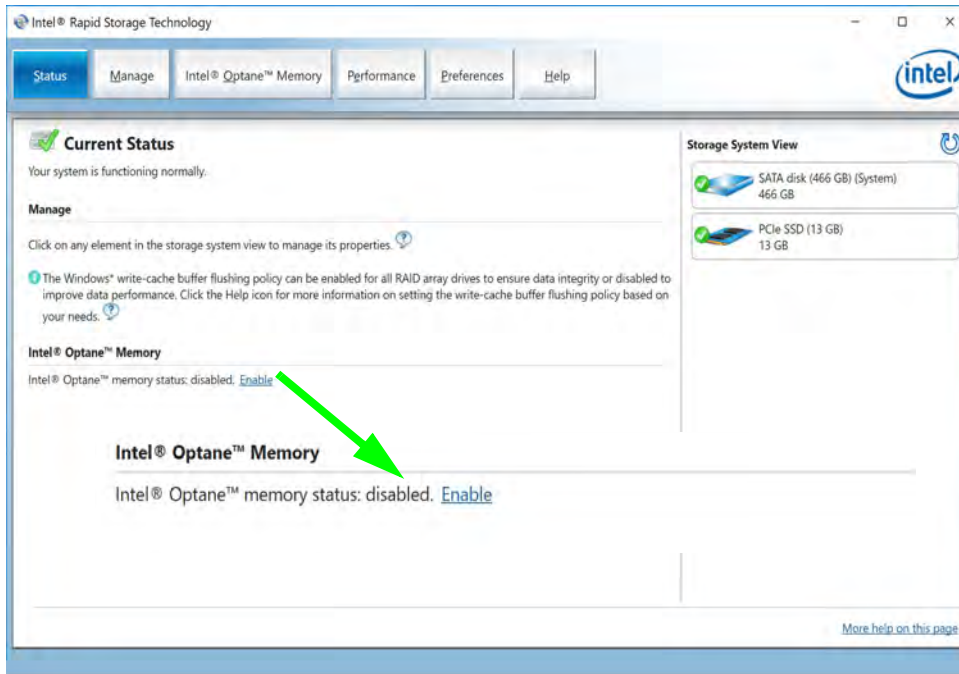 Intel® Rapid Storage Technology
Status Manage Intel® Optane™ Memory Performance Preferences Help
intel
Current Status
Your system is functioning normally.
Manage
Click on any element in the storage system view to manage its properties. ?
The Windows* write-cache buffer flushing policy can be enabled for all RAID array drives to ensure data integrity or disabled to
improve data performance. Click the Help icon for more information on setting the write-cache buffer flushing policy based on
your needs. ?
Intel® Optane™ Memory
Intel® Optane™ memory status: disabled. Enable
Intel® Optane™ Memory
Intel® Optane™ memory status: disabled. Enable
Storage System View
SATA disk (466 GB) (System)
466 GB
PCIe SSD (13 GB)
13 GB
More help on this page